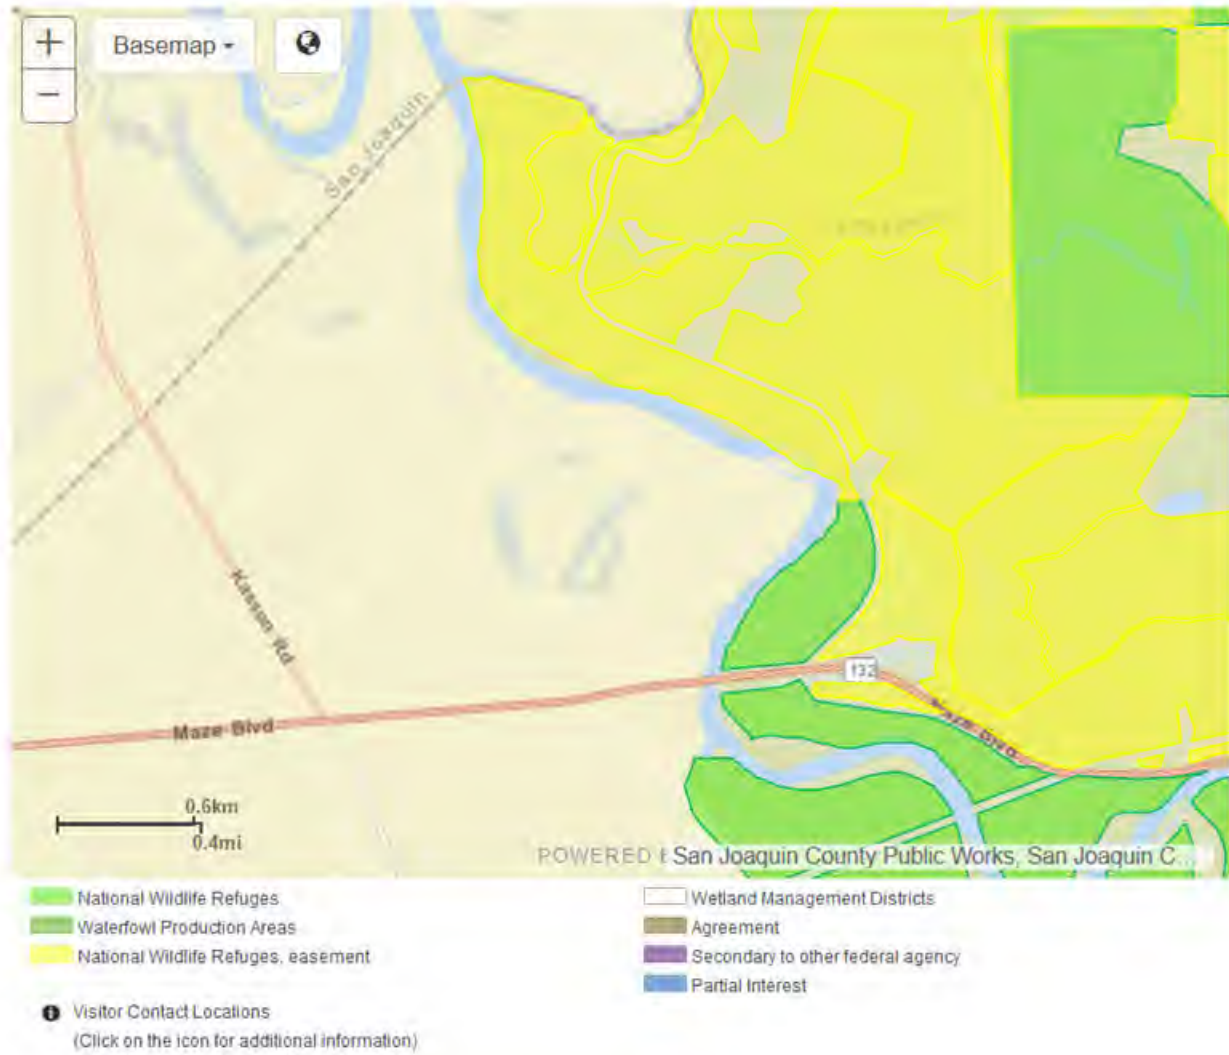 +
Basemap
−
San Joaquin
Kasson Rd
132
Maze Blvd
Maze Blvd
0.6km
0.4mi
POWERED
San Joaquin County Public Works, San Joaquin C...
National Wildlife Refuges
Waterfowl Production Areas
National Wildlife Refuges, easement
Wetland Management Districts
Agreement
Secondary to other federal agency
Partial Interest
Visitor Contact Locations
(Click on the icon for additional information)